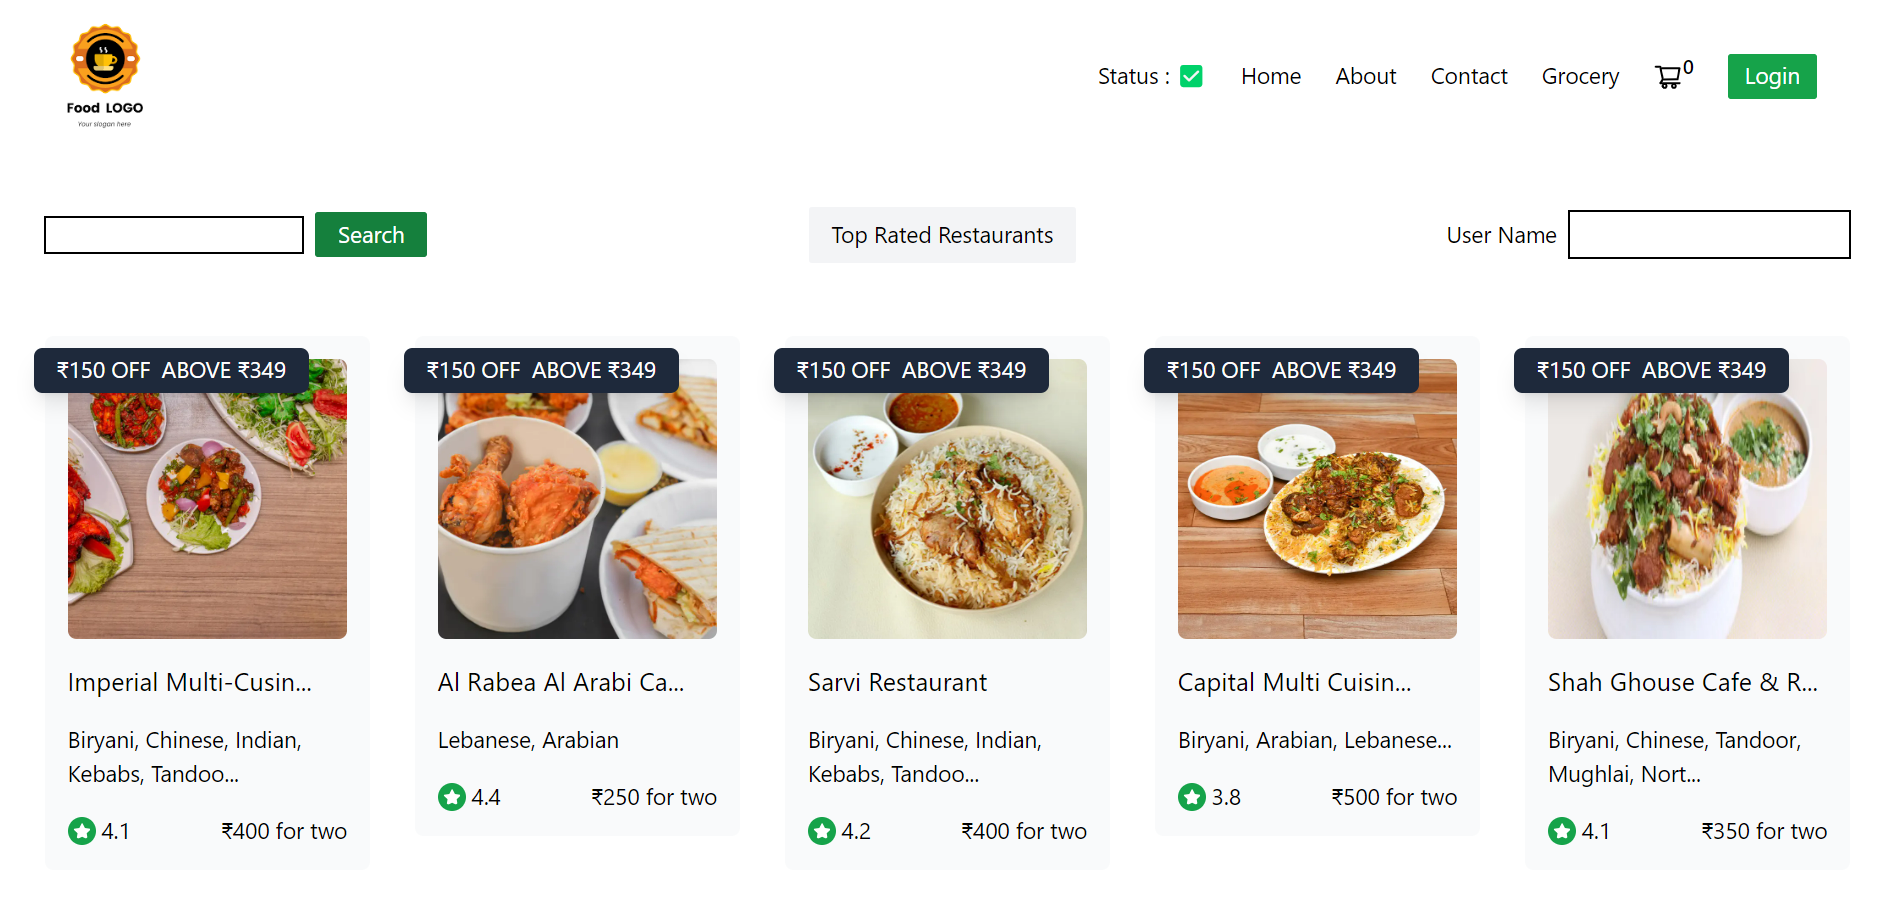 Food LOGO
Your slogan here
Status : ✅ Home About Contact Grocery 0 Login
Search
Top Rated Restaurants
User Name
₹150 OFF ABOVE ₹349
Imperial Multi-Cusin...
Biryani, Chinese, Indian,
Kebabs, Tandoo...
4.1 ₹400 for two
₹150 OFF ABOVE ₹349
Al Rabea Al Arabi Ca...
Lebanese, Arabian
4.4 ₹250 for two
₹150 OFF ABOVE ₹349
Sarvi Restaurant
Biryani, Chinese, Indian,
Kebabs, Tandoo...
4.2 ₹400 for two
₹150 OFF ABOVE ₹349
Capital Multi Cuisin...
Biryani, Arabian, Lebanese...
3.8 ₹500 for two
₹150 OFF ABOVE ₹349
Shah Ghouse Cafe & R...
Biryani, Chinese, Tandoor,
Mughlai, Nort...
4.1 ₹350 for two